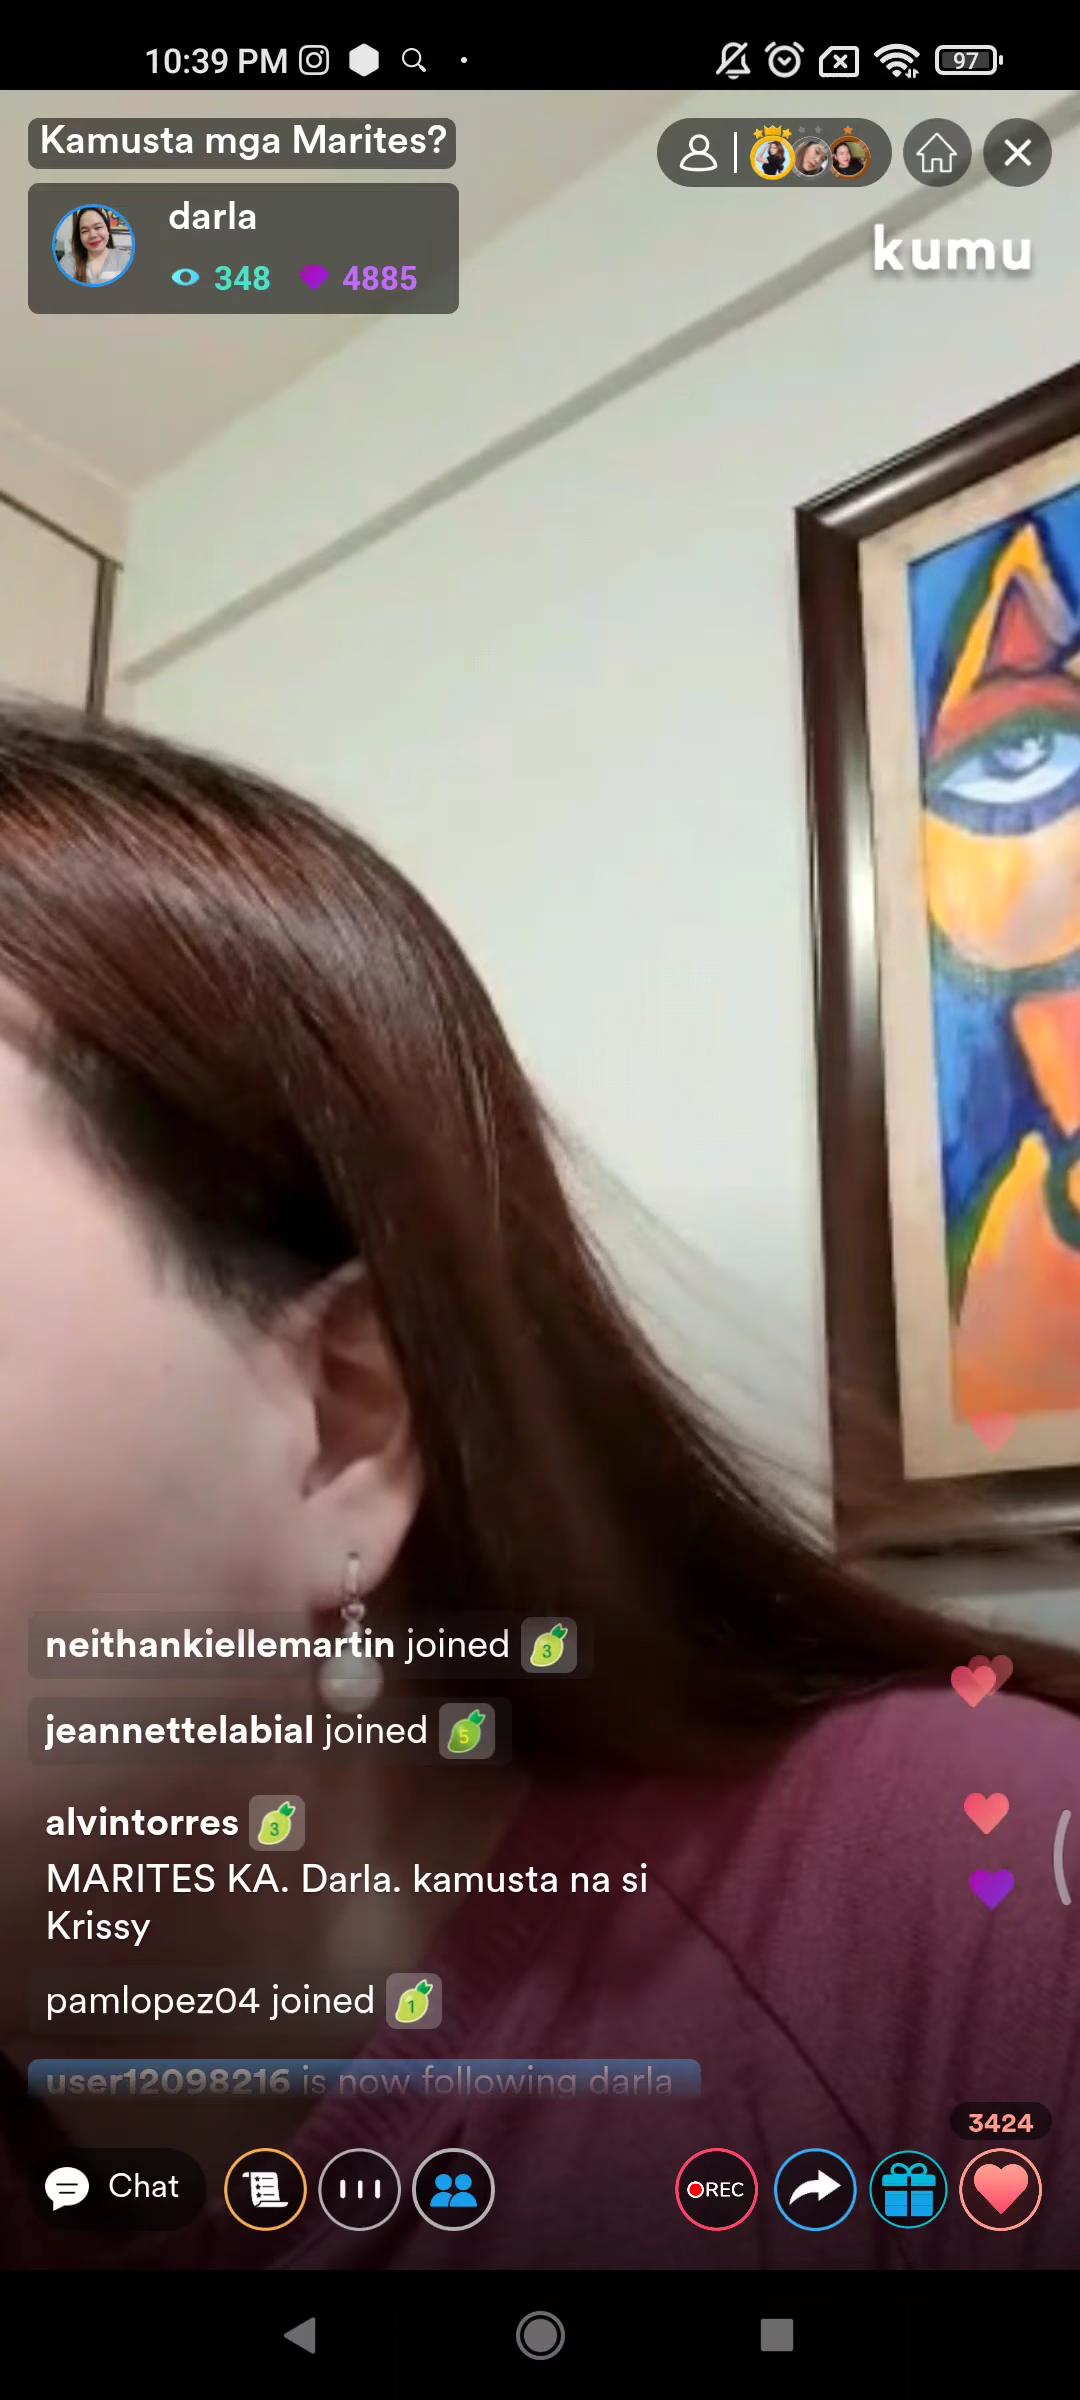 10:39 PM
97
Kamusta mga Marites?
darla
348 4885
kumu
neithankiellemartin joined 3
jeannettelabial joined 5
alvintorres 3
MARITES KA. Darla. kamusta na si
Krissy
pamlopez04 joined 1
user12098216 is now following darla
3424
Chat
REC